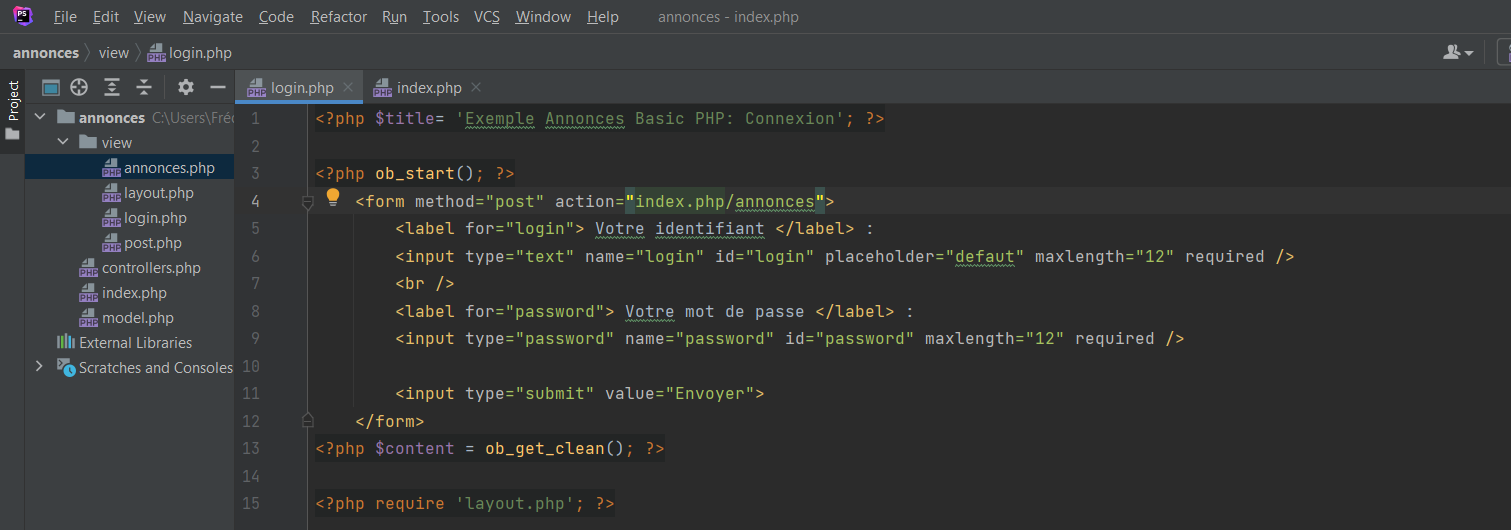 PS File Edit View Navigate Code Refactor Run Tools VCS Window Help annonces - index.php
annonces view PHP login.php
Project
login.php index.php
annonces C:\Users\Fréd
view
annonces.php
layout.php
login.php
post.php
controllers.php
index.php
model.php
External Libraries
Scratches and Consoles
1 <?php $title= 'Exemple Annonces Basic PHP: Connexion'; ?>
2
3 <?php ob_start(); ?>
4 <form method="post" action="index.php/annonces">
5 <label for="login"> Votre identifiant </label> :
6 <input type="text" name="login" id="login" placeholder="defaut" maxlength="12" required />
7 <br />
8 <label for="password"> Votre mot de passe </label> :
9 <input type="password" name="password" id="password" maxlength="12" required />
10
11 <input type="submit" value="Envoyer">
12 </form>
13 <?php $content = ob_get_clean(); ?>
14
15 <?php require 'layout.php'; ?>